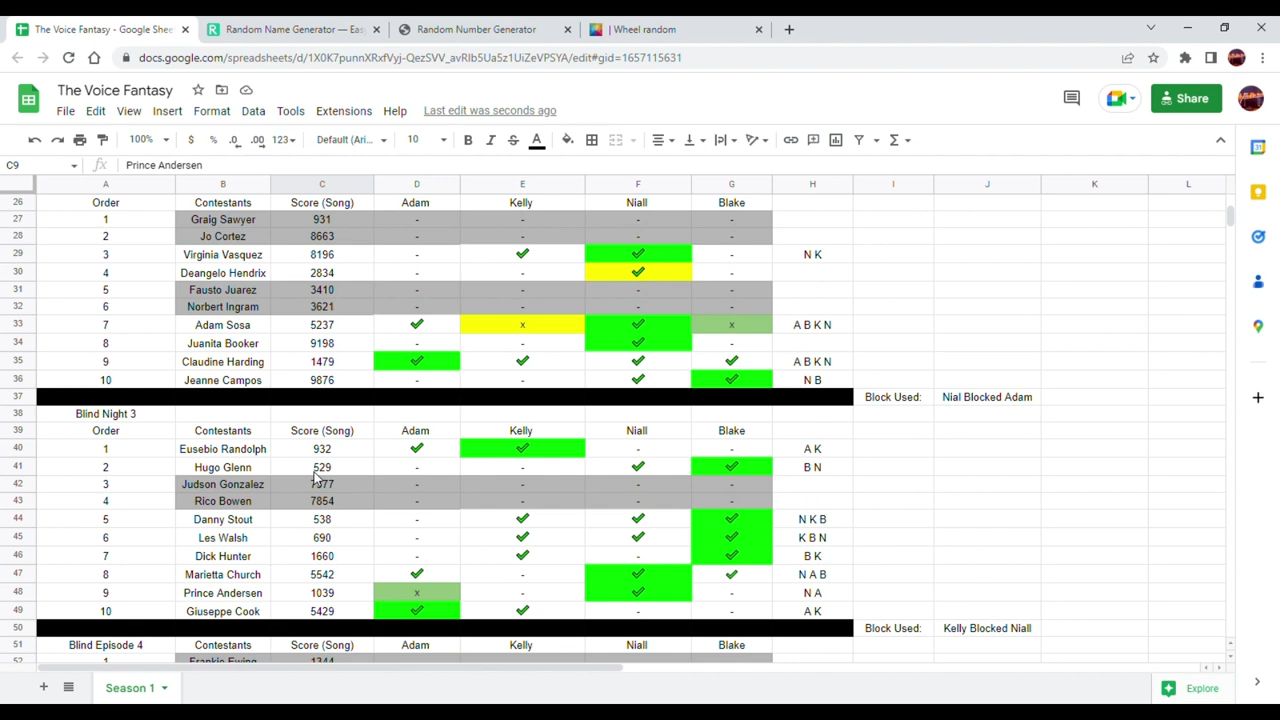 The Voice Fantasy - Google Shee
Random Name Generator — Eas
Random Number Generator
| Wheel random
docs.google.com/spreadsheets/d/1X0K7punnXRxfVyj-QezSVV_avRlb5Ua5z1UiZeVPSYA/edit#gid=1657115631
The Voice Fantasy
File Edit View Insert Format Data Tools Extensions Help Last edit was seconds ago
Share
100% $ % .0 .00 123 Default (Ari... 10
C9 fx Prince Andersen
A B C D E F G H I J K L
26 Order Contestants Score (Song) Adam Kelly Niall Blake
27 1 Graig Sawyer 931 - - - -
28 2 Jo Cortez 8663 - - - -
29 3 Virginia Vasquez 8196 - ✓ ✓ - N K
30 4 Deangelo Hendrix 2834 - - ✓ -
31 5 Fausto Juarez 3410 - - - -
32 6 Norbert Ingram 3621 - - - -
33 7 Adam Sosa 5237 ✓ x ✓ x A B K N
34 8 Juanita Booker 9198 - - ✓ -
35 9 Claudine Harding 1479 ✓ ✓ ✓ ✓ A B K N
36 10 Jeanne Campos 9876 - - ✓ ✓ N B
37 Block Used: Nial Blocked Adam
38 Blind Night 3
39 Order Contestants Score (Song) Adam Kelly Niall Blake
40 1 Eusebio Randolph 932 ✓ ✓ - - A K
41 2 Hugo Glenn 529 - - ✓ ✓ B N
42 3 Judson Gonzalez - - - -
43 4 Rico Bowen 7854 - - - -
44 5 Danny Stout 538 - ✓ ✓ ✓ N K B
45 6 Les Walsh 690 - ✓ ✓ ✓ K B N
46 7 Dick Hunter 1660 - ✓ - ✓ B K
47 8 Marietta Church 5542 ✓ - ✓ ✓ N A B
48 9 Prince Andersen 1039 x - ✓ - N A
49 10 Giuseppe Cook 5429 ✓ ✓ - - A K
50 Block Used: Kelly Blocked Niall
51 Blind Episode 4 Contestants Score (Song) Adam Kelly Niall Blake
52 1 Frankie Ewing 1344
Season 1
Explore